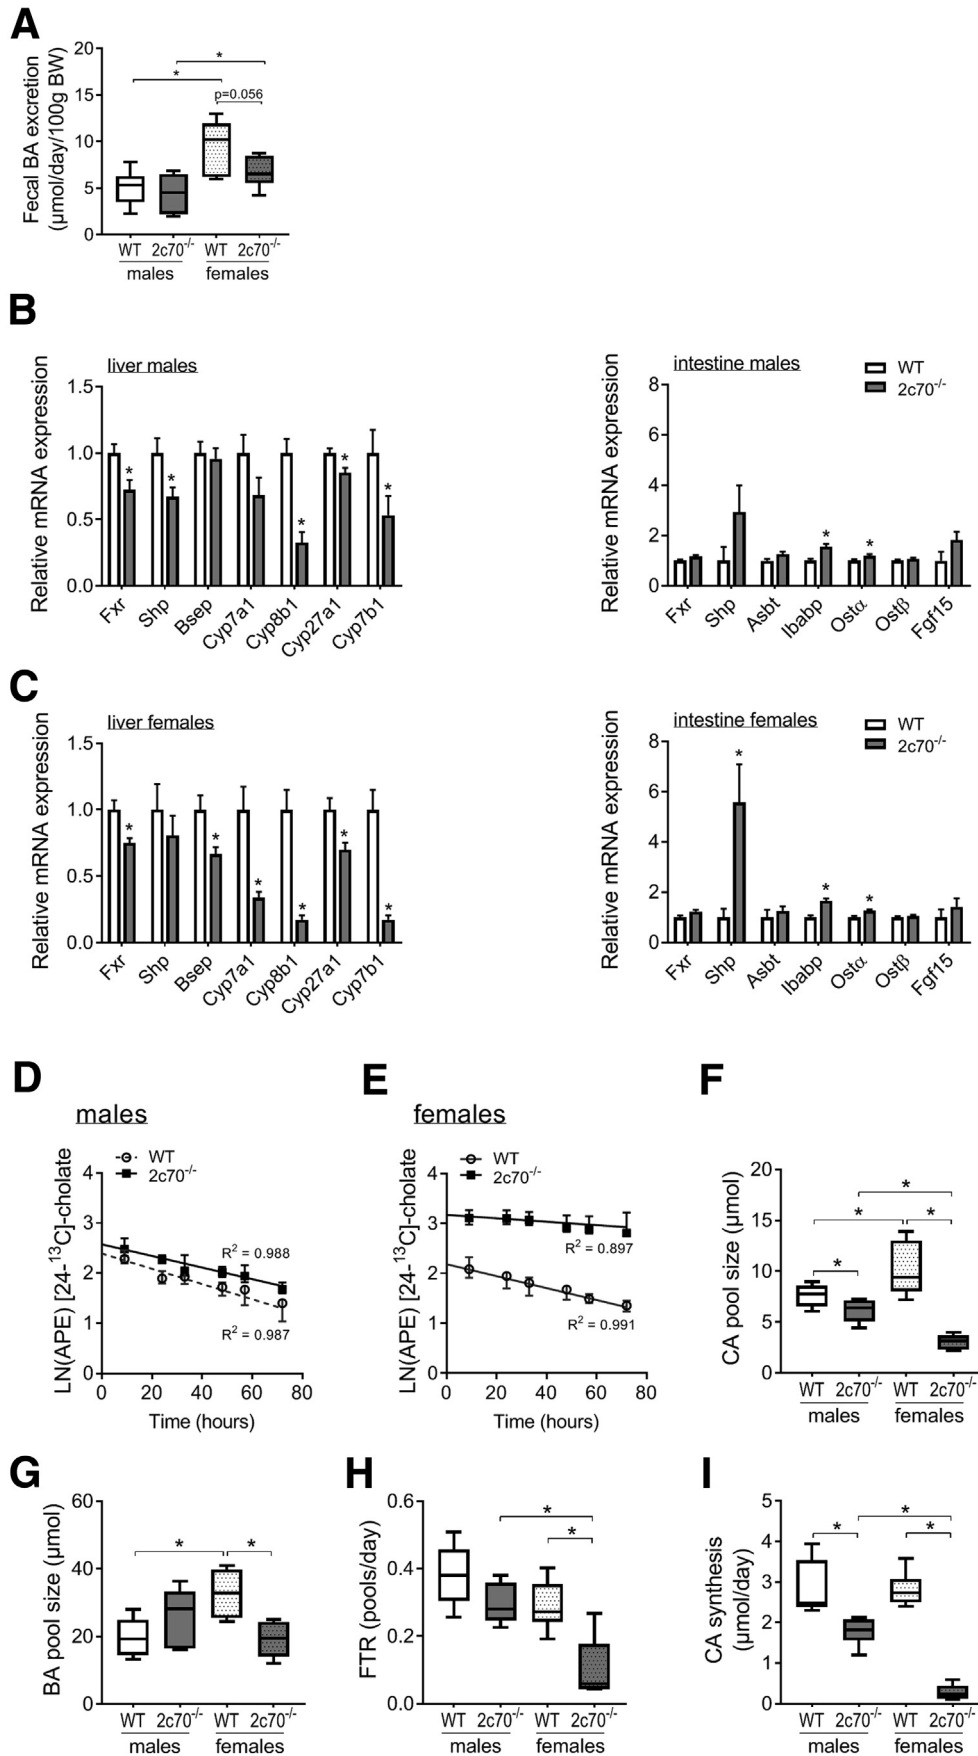 A
Fecal BA excretion
(µmol/day/100g BW)
20
15
10
5
0
*
*
p=0.056
WT 2c70-/- WT 2c70-/-
males females
B
liver males
Relative mRNA expression
1.5
1.0
0.5
0.0
* * * * *
Fxr Shp Bsep Cyp7a1 Cyp8b1 Cyp27a1 Cyp7b1
intestine males
WT
2c70-/-
Relative mRNA expression
8
6
4
2
0
* *
Fxr Shp Asbt Ibabp Ostα Ostβ Fgf15
C
liver females
Relative mRNA expression
1.5
1.0
0.5
0.0
* * * * * *
Fxr Shp Bsep Cyp7a1 Cyp8b1 Cyp27a1 Cyp7b1
intestine females
WT
2c70-/-
Relative mRNA expression
8
6
4
2
0
* * *
Fxr Shp Asbt Ibabp Ostα Ostβ Fgf15
D
males
WT
2c70-/-
LN(APE) [24-13C]-cholate
4
3
2
1
0
R2 = 0.988
R2 = 0.987
0 20 40 60 80
Time (hours)
E
females
WT
2c70-/-
LN(APE) [24-13C]-cholate
4
3
2
1
0
R2 = 0.897
R2 = 0.991
0 20 40 60 80
Time (hours)
F
CA pool size (µmol)
20
15
10
5
0
*
* *
*
WT 2c70-/- WT 2c70-/-
males females
G
BA pool size (µmol)
60
40
20
0
* *
WT 2c70-/- WT 2c70-/-
males females
H
FTR (pools/day)
0.6
0.4
0.2
0.0
*
*
WT 2c70-/- WT 2c70-/-
males females
I
CA synthesis
(µmol/day)
5
4
3
2
1
0
*
* *
WT 2c70-/- WT 2c70-/-
males females